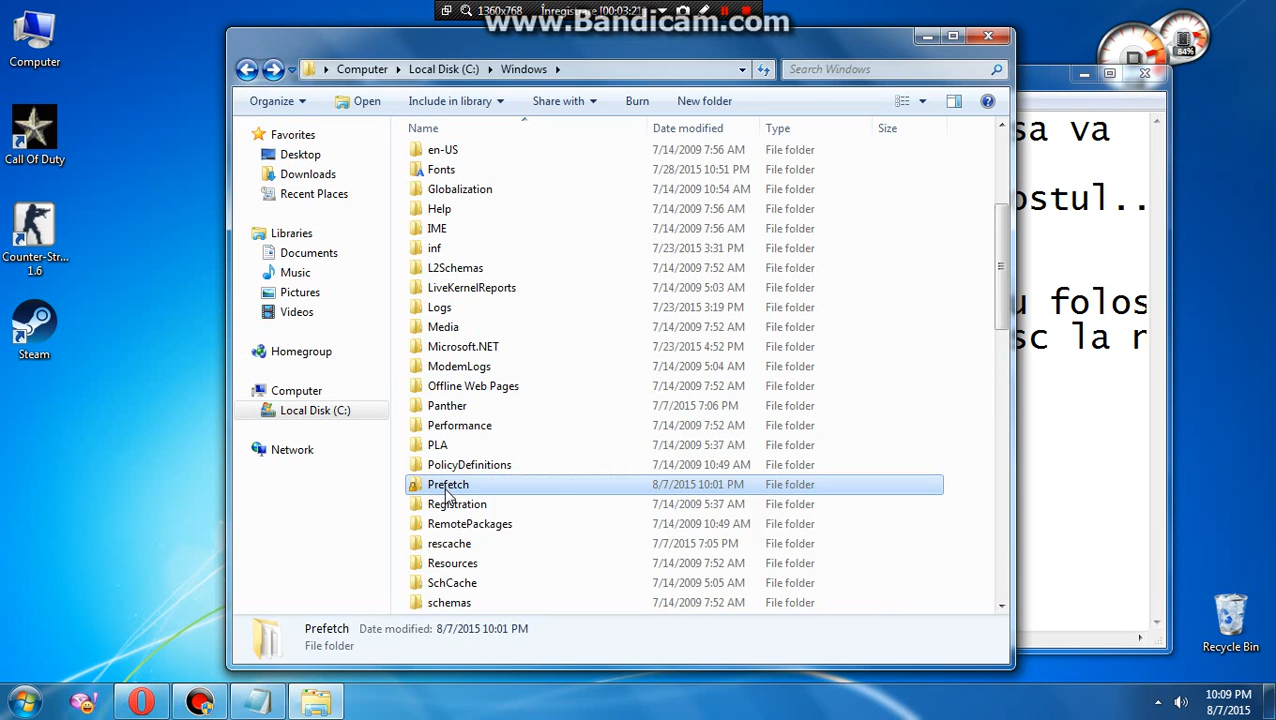 1360x768 Înregistrare [00:03:21]
www.Bandicam.com
Computer
Call Of Duty
Counter-Str... 1.6
Steam
84%
Computer Local Disk (C:) Windows
Search Windows
Organize Open Include in library Share with Burn New folder
Name Date modified Type Size
Favorites
Desktop
Downloads
Recent Places
Libraries
Documents
Music
Pictures
Videos
Homegroup
Computer
Local Disk (C:)
Network
en-US 7/14/2009 7:56 AM File folder
Fonts 7/28/2015 10:51 PM File folder
Globalization 7/14/2009 10:54 AM File folder
Help 7/14/2009 7:56 AM File folder
IME 7/14/2009 7:56 AM File folder
inf 7/23/2015 3:31 PM File folder
L2Schemas 7/14/2009 7:52 AM File folder
LiveKernelReports 7/14/2009 5:03 AM File folder
Logs 7/23/2015 3:19 PM File folder
Media 7/14/2009 7:52 AM File folder
Microsoft.NET 7/23/2015 4:52 PM File folder
ModemLogs 7/14/2009 5:04 AM File folder
Offline Web Pages 7/14/2009 7:52 AM File folder
Panther 7/7/2015 7:06 PM File folder
Performance 7/14/2009 7:52 AM File folder
PLA 7/14/2009 5:37 AM File folder
PolicyDefinitions 7/14/2009 10:49 AM File folder
Prefetch 8/7/2015 10:01 PM File folder
Registration 7/14/2009 5:37 AM File folder
RemotePackages 7/14/2009 10:49 AM File folder
rescache 7/7/2015 7:05 PM File folder
Resources 7/14/2009 7:52 AM File folder
SchCache 7/14/2009 5:05 AM File folder
schemas 7/14/2009 7:52 AM File folder
Prefetch Date modified: 8/7/2015 10:01 PM
File folder
sa va
ostul..
u folos
sc la r
Recycle Bin
10:09 PM
8/7/2015